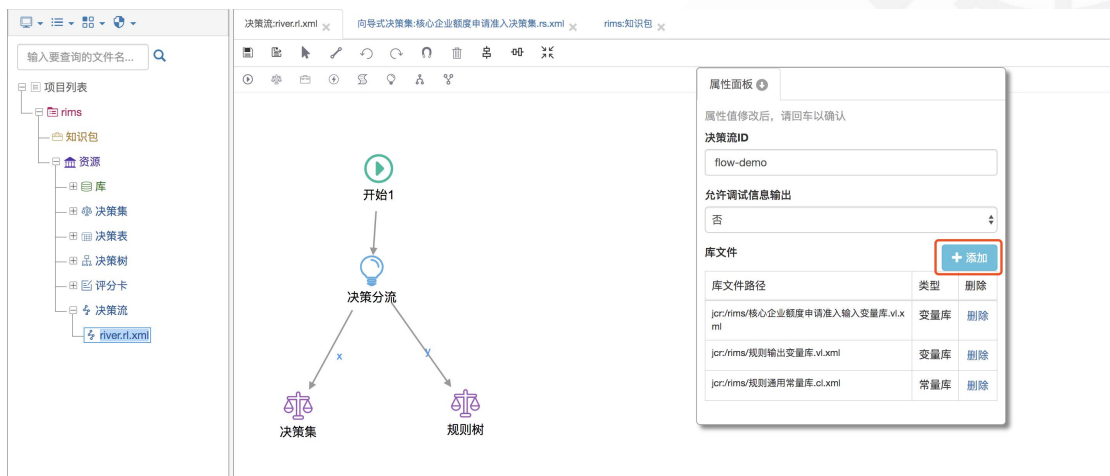 决策流:river.rl.xml
向导式决策集:核心企业额度申请准入决策集.rs.xml
rims:知识包
输入要查询的文件名...
项目列表
rims
知识包
资源
库
决策集
决策表
决策树
评分卡
决策流
river.rl.xml
开始1
决策分流
x
y
决策集
规则树
属性面板
属性值修改后，请回车以确认
决策流ID
flow-demo
允许调试信息输出
否
库文件
添加
库文件路径 类型 删除
jcr:/rims/核心企业额度申请准入输入变量库.vl.x
ml
变量库 删除
jcr:/rims/规则输出变量库.vl.xml 变量库 删除
jcr:/rims/规则通用常量库.cl.xml 常量库 删除